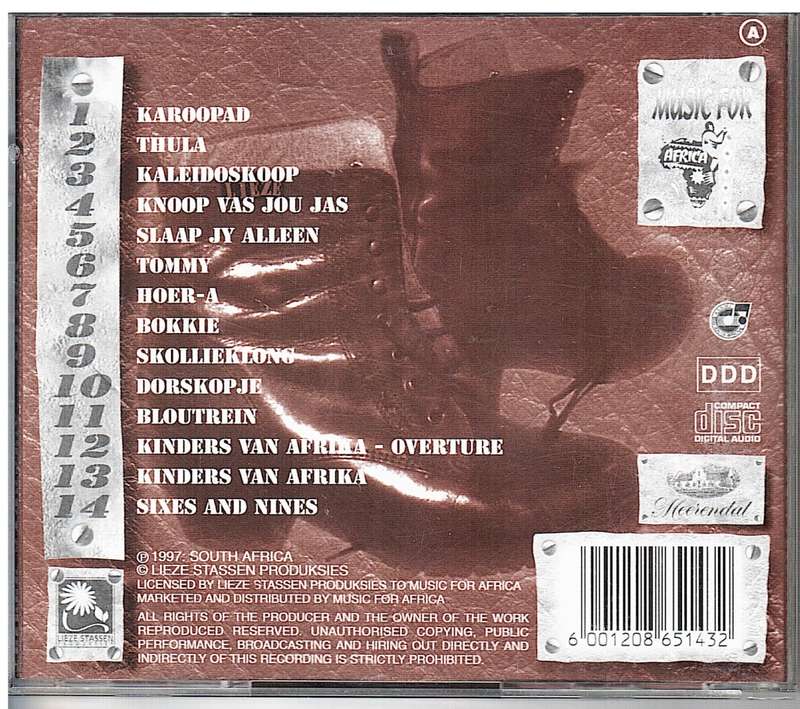 A
MUSIC FOR
AFRICA
LIEZE
1 KAROOPAD
2 THULA
3 KALEIDOSKOOP
4 KNOOP VAS JOU JAS
5 SLAAP JY ALLEEN
6 TOMMY
7 HOER-A
8 BOKKIE
9 SKOLLIEKLONG
10 DORSKOPJE
11 BLOUTREIN
12 KINDERS VAN AFRIKA - OVERTURE
13 KINDERS VAN AFRIKA
14 SIXES AND NINES
DDD
COMPACT
disc
DIGITAL AUDIO
Meerendal
℗ 1997: SOUTH AFRICA
© LIEZE STASSEN PRODUKSIES
LICENSED BY LIEZE STASSEN PRODUKSIES TO MUSIC FOR AFRICA
MARKETED AND DISTRIBUTED BY MUSIC FOR AFRICA
ALL RIGHTS OF THE PRODUCER AND THE OWNER OF THE WORK
REPRODUCED RESERVED. UNAUTHORISED COPYING, PUBLIC
PERFORMANCE, BROADCASTING AND HIRING OUT DIRECTLY AND
INDIRECTLY OF THIS RECORDING IS STRICTLY PROHIBITED.
LIEZE STASSEN
6 001208 651432